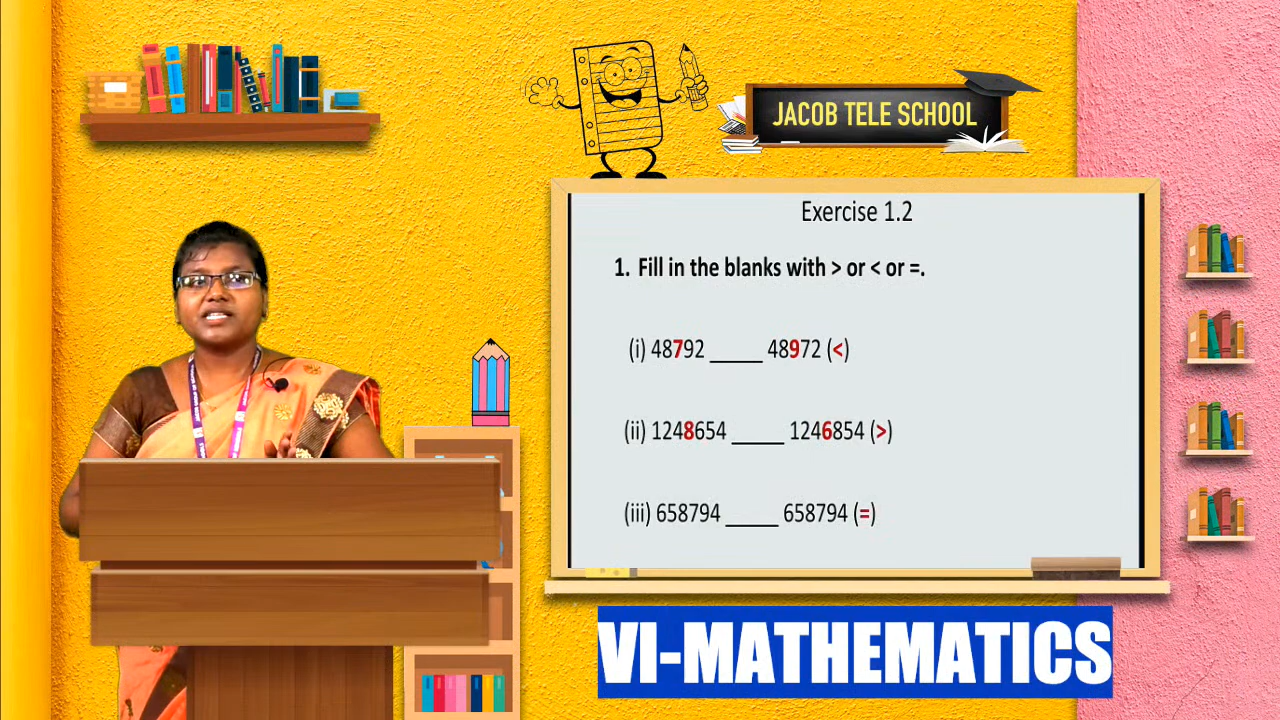 JACOB TELE SCHOOL
Exercise 1.2
1. Fill in the blanks with > or < or =.
(i) 48792 _____ 48972 (<)
(ii) 1248654 _____ 1246854 (>)
(iii) 658794 _____ 658794 (=)
VI-MATHEMATICS